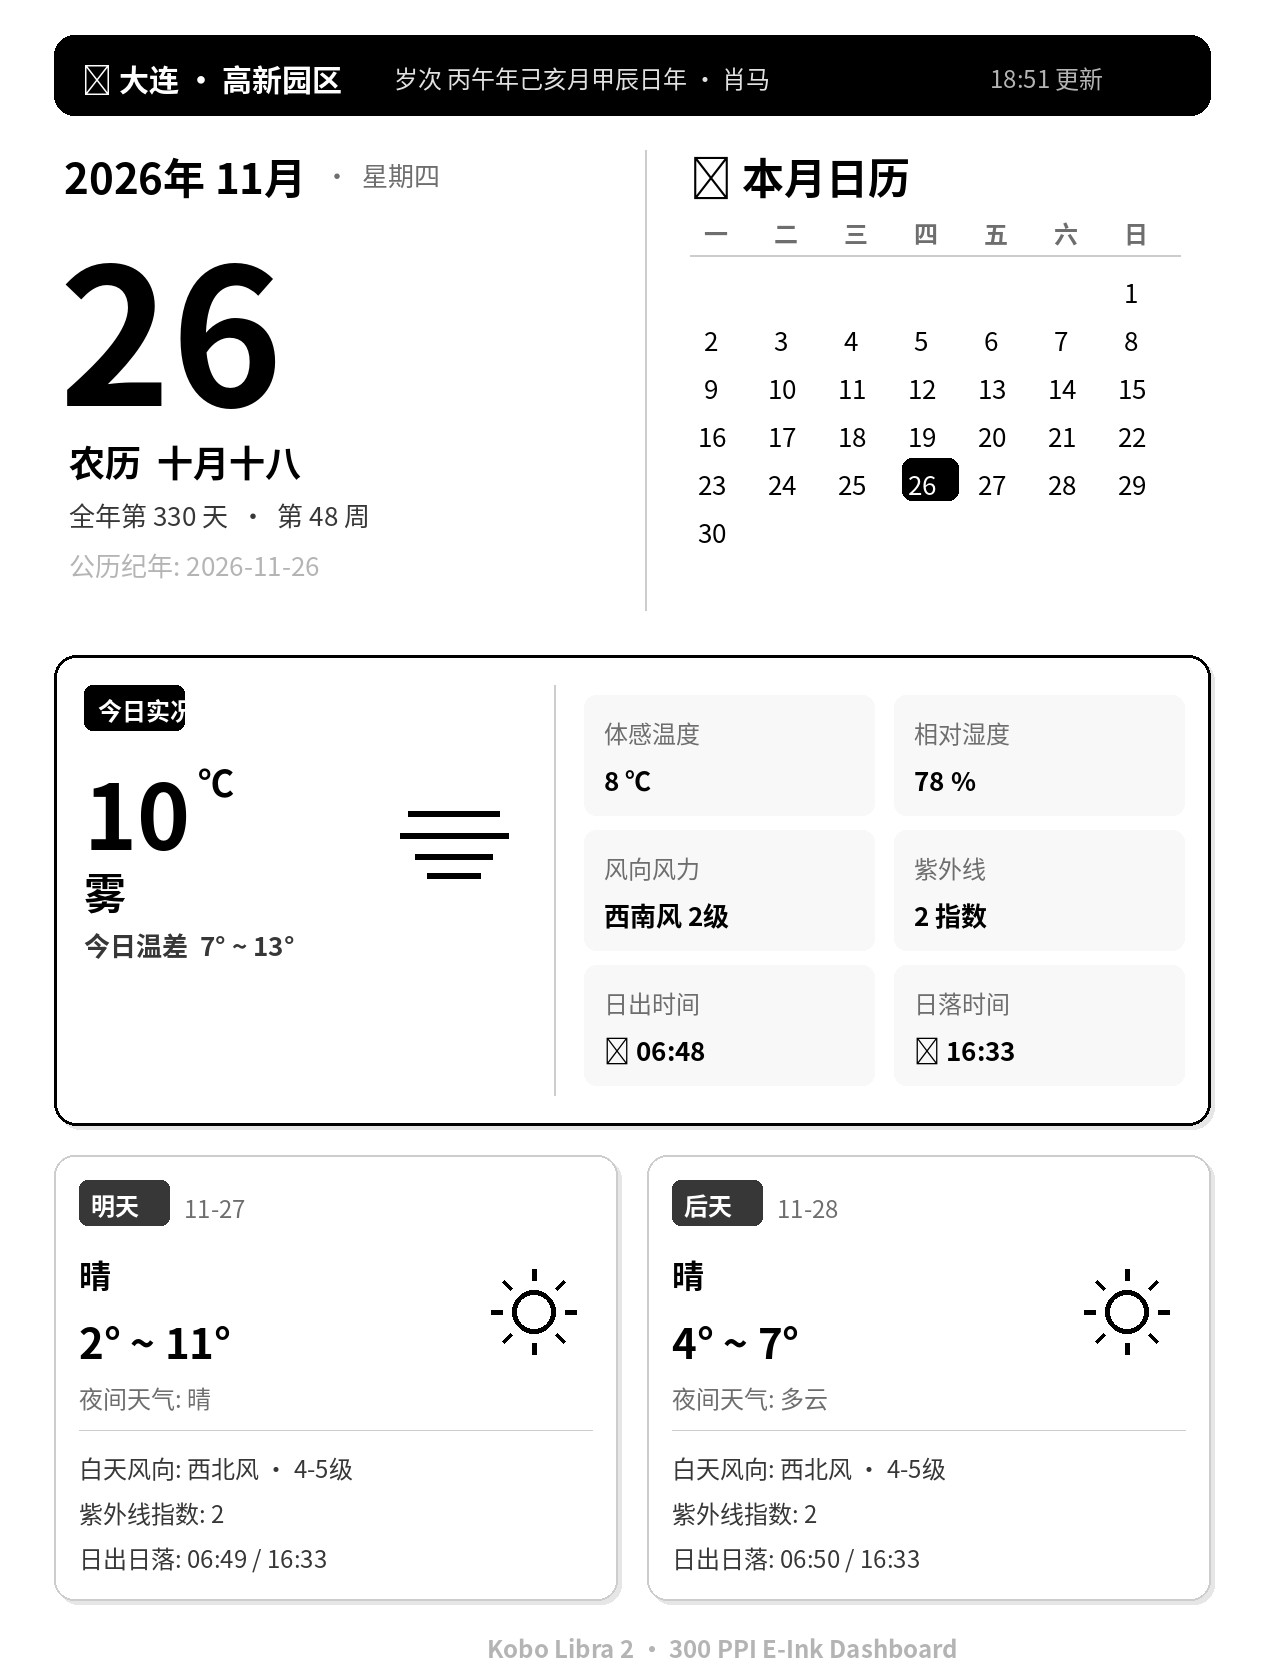 大连 · 高新园区 岁次 丙午年己亥月甲辰日年 · 肖马 18:51 更新
2026年 11月 · 星期四
26
农历 十月十八
全年第 330 天 · 第 48 周
公历纪年: 2026-11-26
本月日历
一 二 三 四 五 六 日
1
2 3 4 5 6 7 8
9 10 11 12 13 14 15
16 17 18 19 20 21 22
23 24 25 26 27 28 29
30
今日实况
10 ℃
雾
今日温差 7° ~ 13°
体感温度
8 ℃
相对湿度
78 %
风向风力
西南风 2级
紫外线
2 指数
日出时间
06:48
日落时间
16:33
明天 11-27
晴
2° ~ 11°
夜间天气: 晴
白天风向: 西北风 · 4-5级
紫外线指数: 2
日出日落: 06:49 / 16:33
后天 11-28
晴
4° ~ 7°
夜间天气: 多云
白天风向: 西北风 · 4-5级
紫外线指数: 2
日出日落: 06:50 / 16:33
Kobo Libra 2 · 300 PPI E-Ink Dashboard